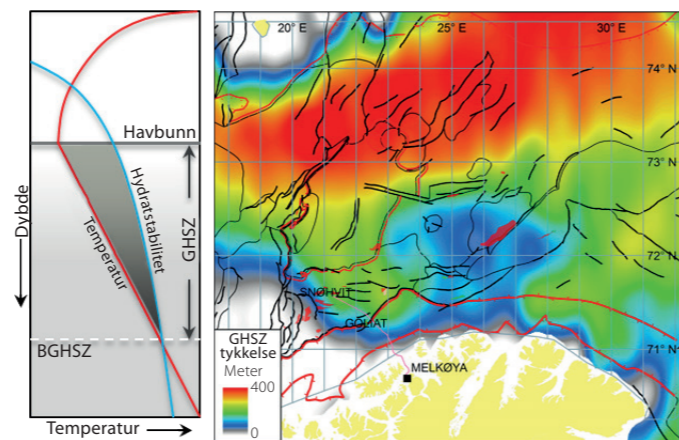 Havbunn
Dybde
Hydratstabilitet
Temperatur
GHSZ
BGHSZ
Temperatur
20° E
25° E
30° E
74° N
73° N
72° N
71° N
SNØHVIT
GOLIAT
MELKØYA
GHSZ
tykkelse
Meter
400
0